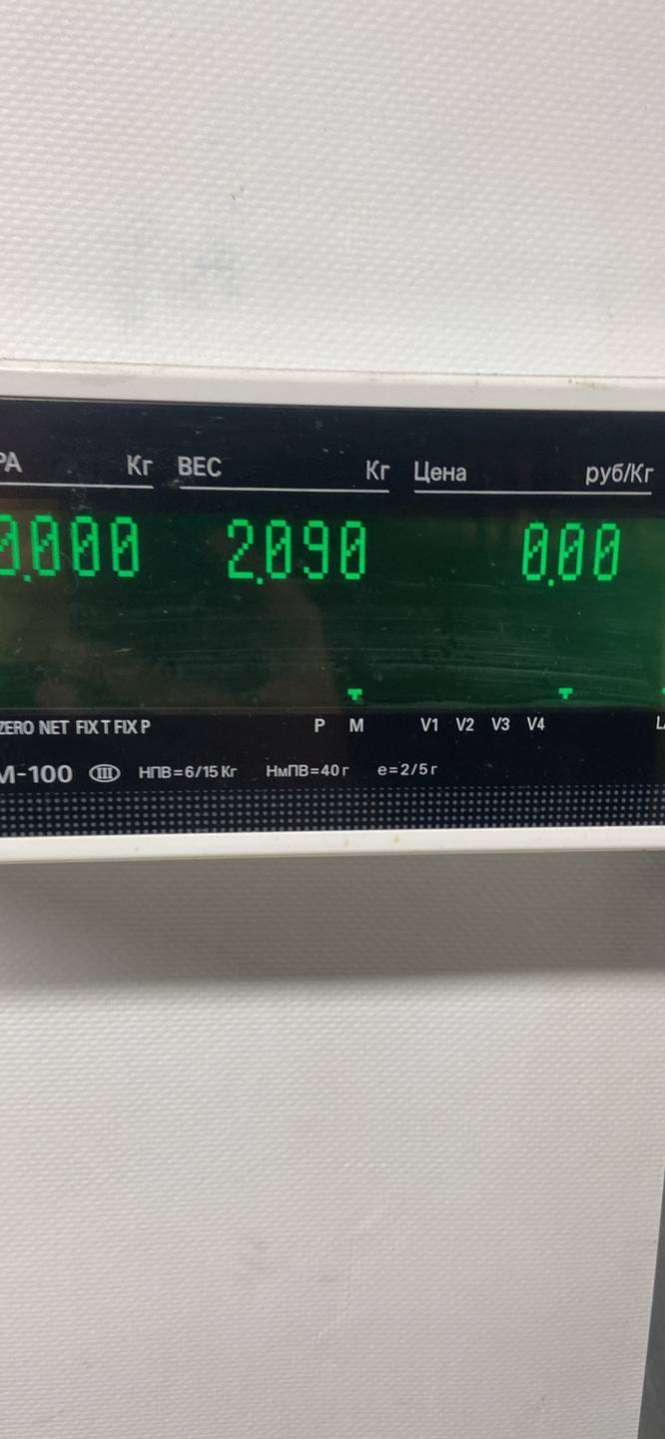 РА Кг ВЕС Кг Цена руб/Кг
0.000 2.090 0.00
ZERO NET FIX T FIX P P M V1 V2 V3 V4
M-100 III НПВ=6/15 Кг НмПВ=40 г е=2/5 г